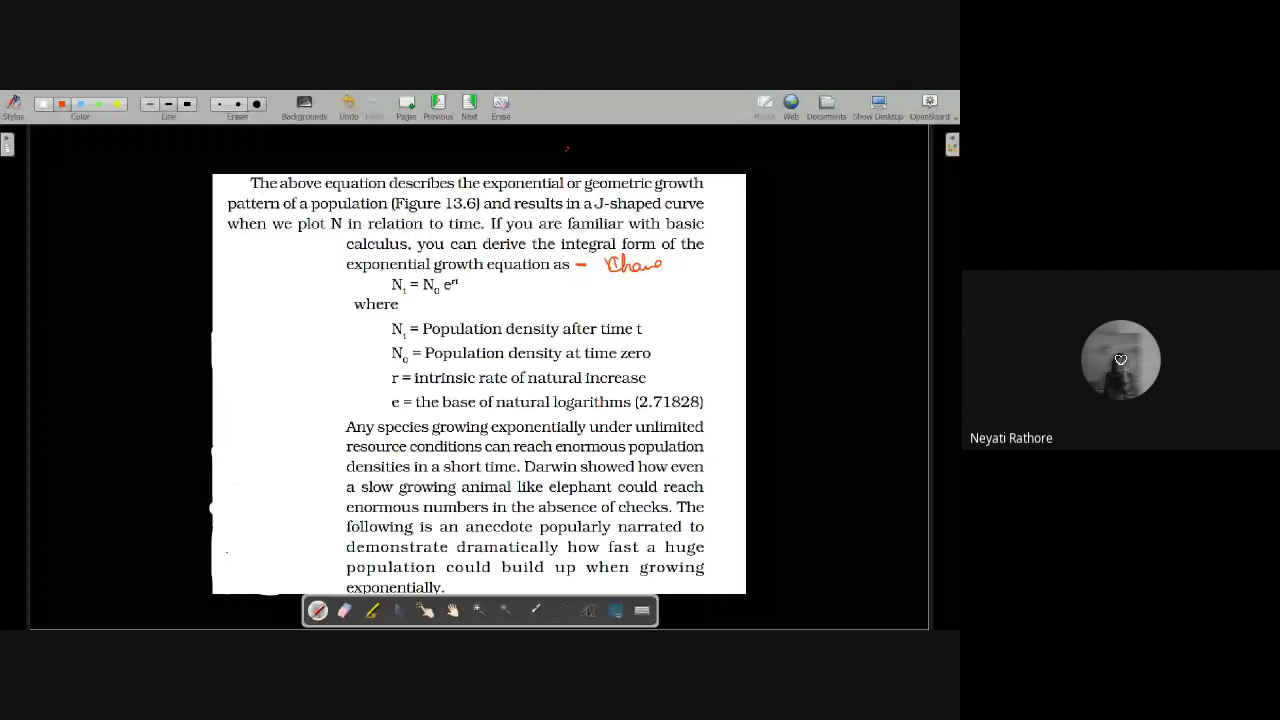 Stylus
Color
Line
Eraser
Backgrounds
Undo
Pages
Previous
Next
Erase
Web
Documents
Show Desktop
OpenBoard
The above equation describes the exponential or geometric growth
pattern of a population (Figure 13.6) and results in a J-shaped curve
when we plot N in relation to time. If you are familiar with basic
calculus, you can derive the integral form of the
exponential growth equation as -
Nt = N0 e^rt
where
Nt = Population density after time t
N0 = Population density at time zero
r = intrinsic rate of natural increase
e = the base of natural logarithms (2.71828)
Any species growing exponentially under unlimited
resource conditions can reach enormous population
densities in a short time. Darwin showed how even
a slow growing animal like elephant could reach
enormous numbers in the absence of checks. The
following is an anecdote popularly narrated to
demonstrate dramatically how fast a huge
population could build up when growing
exponentially.
Neyati Rathore